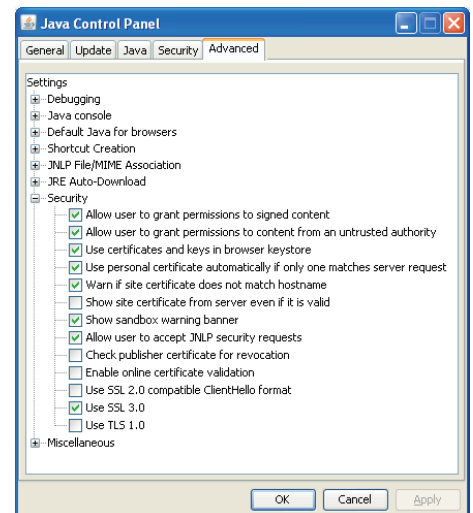 Java Control Panel
General Update Java Security Advanced
Settings
Debugging
Java console
Default Java for browsers
Shortcut Creation
JNLP File/MIME Association
JRE Auto-Download
Security
Allow user to grant permissions to signed content
Allow user to grant permissions to content from an untrusted authority
Use certificates and keys in browser keystore
Use personal certificate automatically if only one matches server request
Warn if site certificate does not match hostname
Show site certificate from server even if it is valid
Show sandbox warning banner
Allow user to accept JNLP security requests
Check publisher certificate for revocation
Enable online certificate validation
Use SSL 2.0 compatible ClientHello format
Use SSL 3.0
Use TLS 1.0
Miscellaneous
OK Cancel Apply